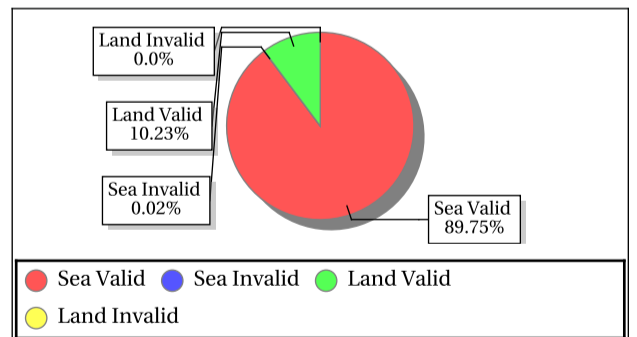 Land Invalid
0.0%
Land Valid
10.23%
Sea Invalid
0.02%
Sea Valid
89.75%
Sea Valid Sea Invalid Land Valid
Land Invalid